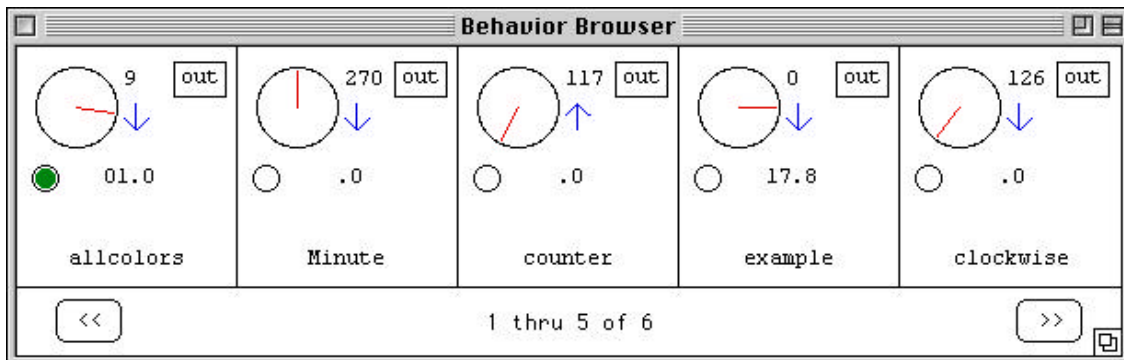 Behavior Browser
9 out 270 out 117 out 0 out 126 out
01.0 .0 .0 17.8 .0
allcolors Minute counter example clockwise
<< 1 thru 5 of 6 >>